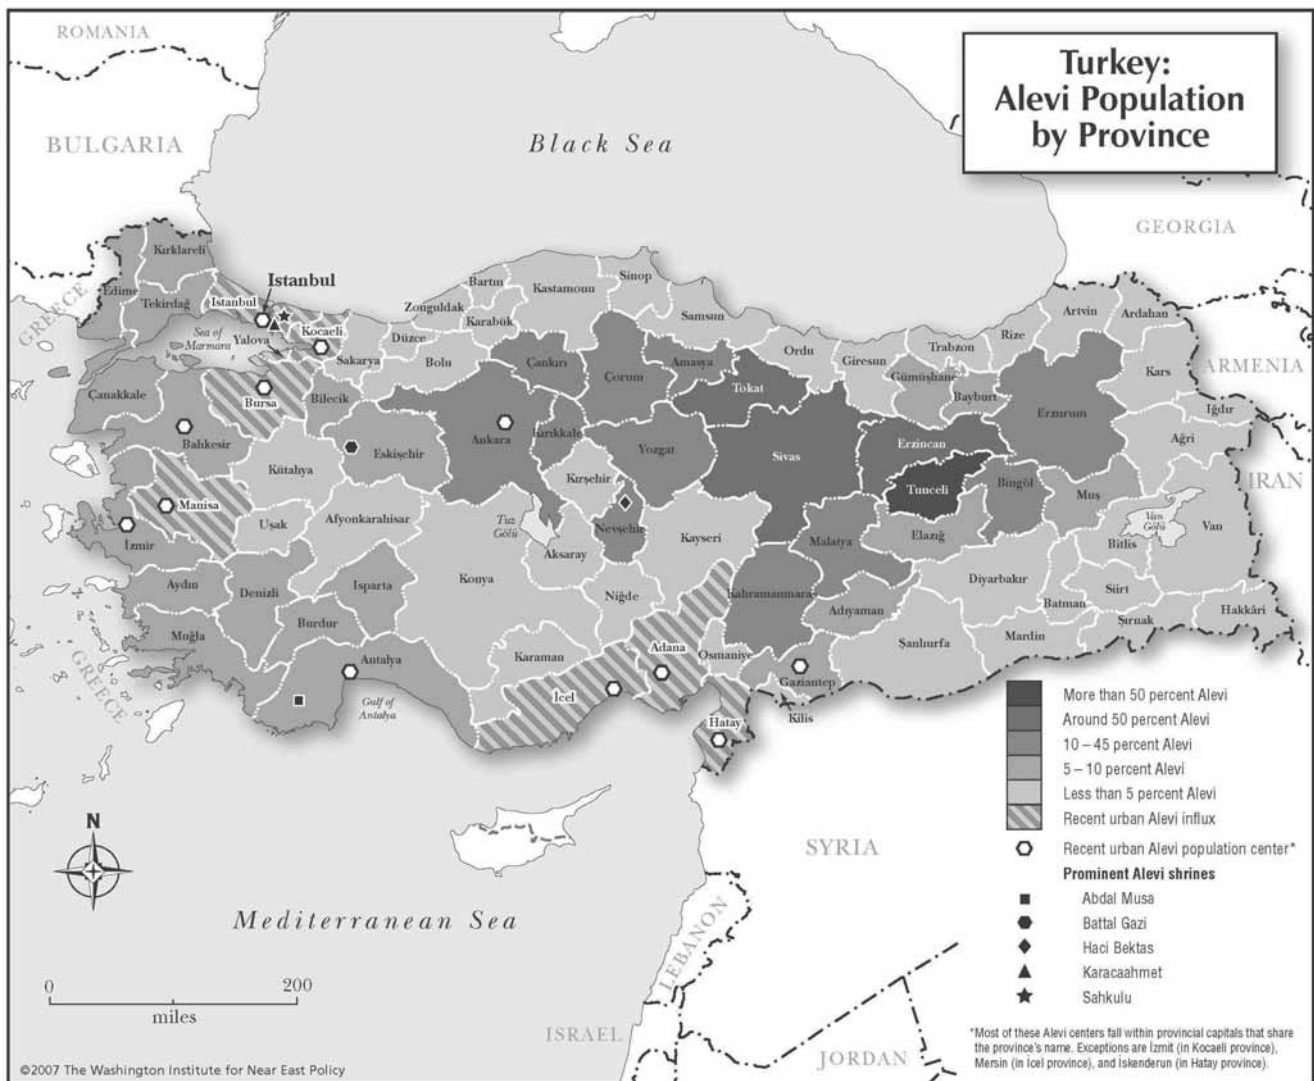 Turkey:
Alevi Population
by Province
ROMANIA
BULGARIA
Black Sea
GEORGIA
GREECE
ARMENIA
IRAN
Kırklareli
Edirne
Tekirdağ
Istanbul
Istanbul
Sea of
Marmara
Yalova
Kocaeli
Sakarya
Düzce
Zonguldak
Bartın
Karabük
Kastamonu
Sinop
Samsun
Bolu
Çankırı
Çorum
Amasya
Tokat
Ordu
Giresun
Trabzon
Rize
Artvin
Ardahan
Kars
Gümüşhane
Bayburt
Erzurum
Iğdır
Ağri
Çanakkale
Balıkesir
Bursa
Bilecik
Eskişehir
Ankara
Kırıkkale
Yozgat
Sivas
Erzincan
Tunceli
Bingöl
Muş
Van
Gölü
Van
Bitlis
Kütahya
Manisa
İzmir
Uşak
Afyonkarahisar
Tuz
Gölü
Kırşehir
Nevşehir
Aksaray
Kayseri
Malatya
Elazığ
Diyarbakır
Siirt
Batman
Şırnak
Hakkâri
Aydın
Denizli
Isparta
Burdur
Muğla
Antalya
Gulf of
Antalya
Konya
Karaman
Niğde
İçel
Adana
Osmaniye
Kahramanmaraş
Adıyaman
Gaziantep
Kilis
Şanlıurfa
Mardin
Hatay
GREECE
More than 50 percent Alevi
Around 50 percent Alevi
10 – 45 percent Alevi
5 – 10 percent Alevi
Less than 5 percent Alevi
Recent urban Alevi influx
Recent urban Alevi population center*
Prominent Alevi shrines
Abdal Musa
Battal Gazi
Haci Bektas
Karacaahmet
Sahkulu
N
Mediterranean Sea
SYRIA
LEBANON
ISRAEL
JORDAN
0 200
miles
*Most of these Alevi centers fall within provincial capitals that share
the province's name. Exceptions are İzmit (in Kocaeli province),
Mersin (in Icel province), and Iskenderun (in Hatay province).
©2007 The Washington Institute for Near East Policy